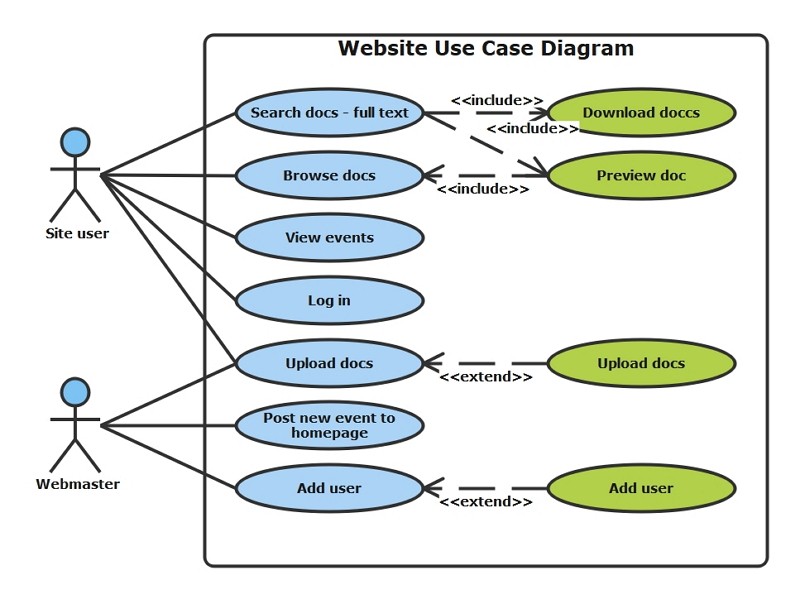 Website Use Case Diagram
Search docs - full text
<<include>>
Download doccs
<<include>>
Browse docs
<<include>>
Preview doc
Site user
View events
Log in
Upload docs
<<extend>>
Upload docs
Post new event to
homepage
Webmaster
Add user
<<extend>>
Add user